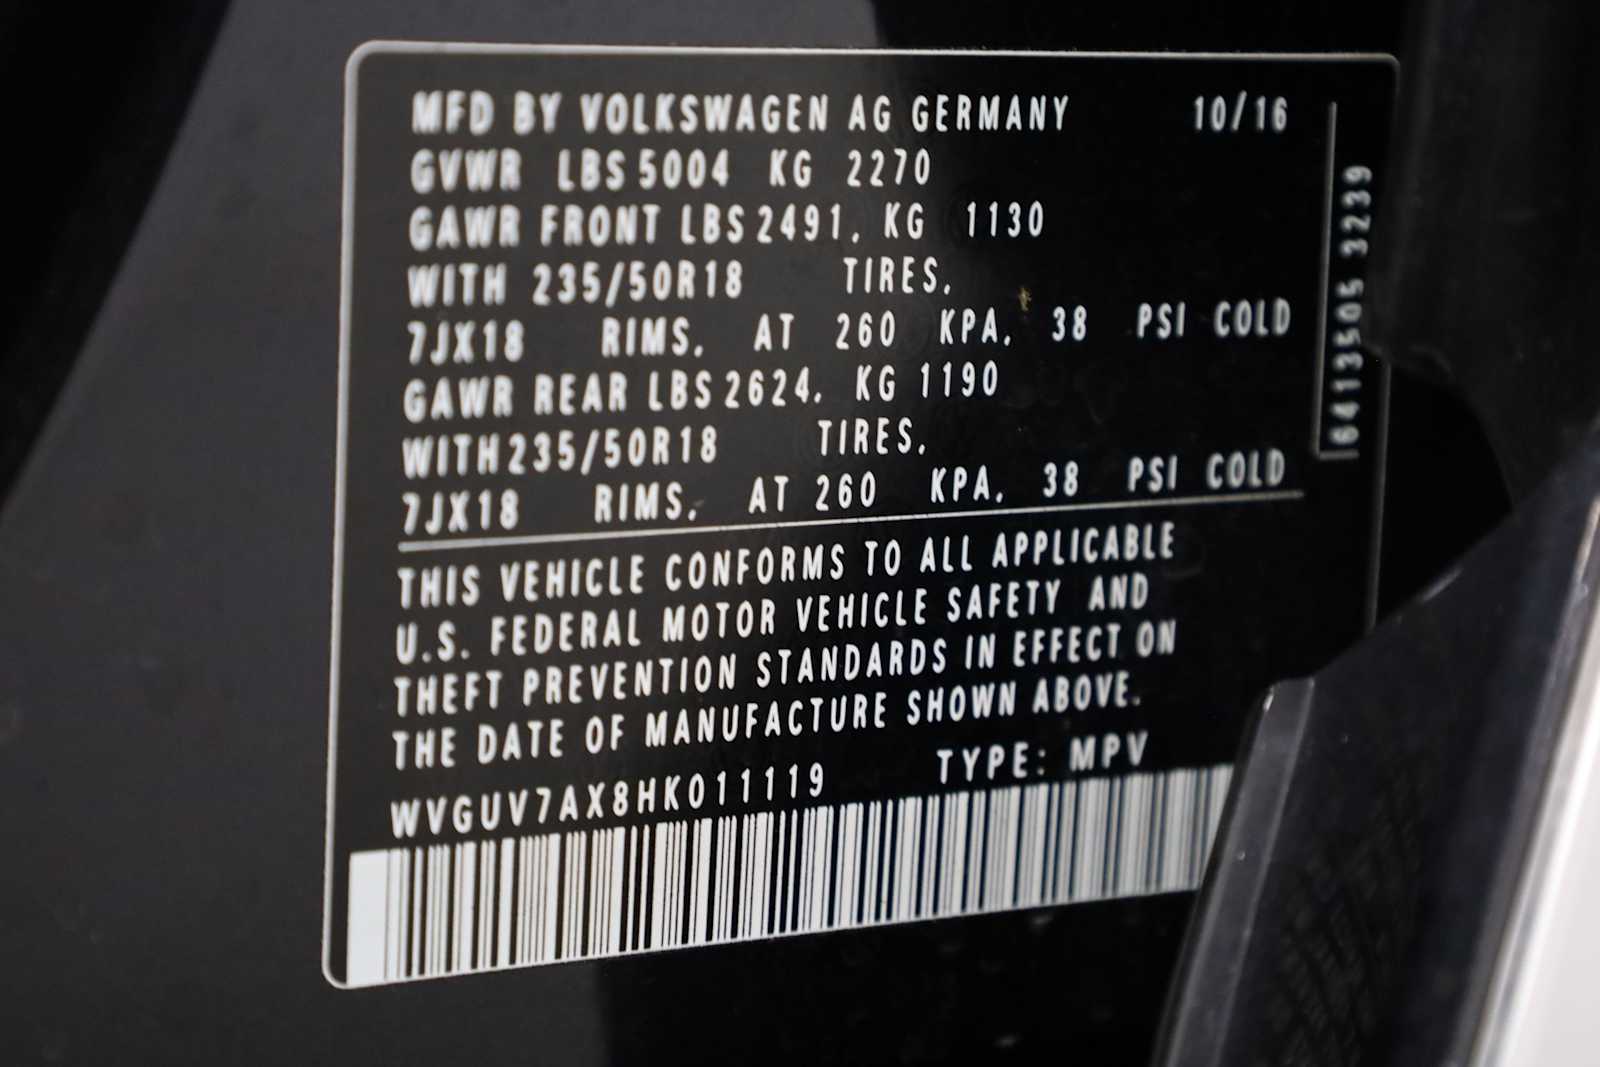 MFD BY VOLKSWAGEN AG GERMANY 10/16
GVWR LBS 5004 KG 2270
GAWR FRONT LBS 2491, KG 1130
WITH 235/50R18 TIRES,
7JX18 RIMS, AT 260 KPA, 38 PSI COLD
GAWR REAR LBS 2624, KG 1190
WITH 235/50R18 TIRES,
7JX18 RIMS, AT 260 KPA, 38 PSI COLD
THIS VEHICLE CONFORMS TO ALL APPLICABLE
U.S. FEDERAL MOTOR VEHICLE SAFETY AND
THEFT PREVENTION STANDARDS IN EFFECT ON
THE DATE OF MANUFACTURE SHOWN ABOVE.
WVGUV7AX8HK011119 TYPE: MPV
6413505 3239